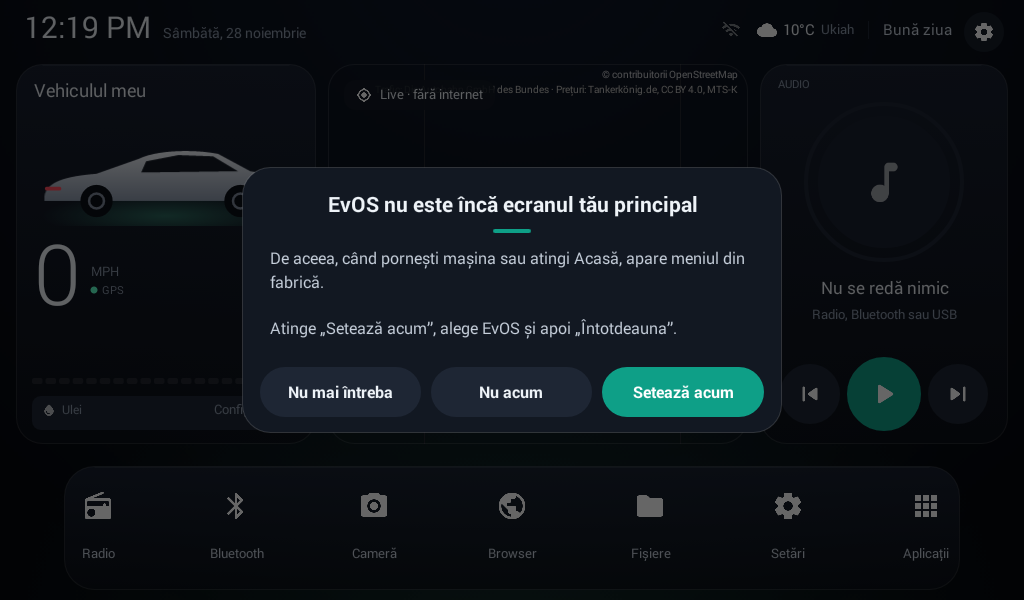 12:19 PM
Sâmbătă, 28 noiembrie
10°C Ukiah
Bună ziua
Vehiculul meu
© contribuitorii OpenStreetMap
Live · fără internet
des Bundes · Prețuri: Tankerkönig.de, CC BY 4.0, MTS-K
AUDIO
EvOS nu este încă ecranul tău principal
De aceea, când pornești mașina sau atingi Acasă, apare meniul din
fabrică.
Atinge „Setează acum”, alege EvOS și apoi „Întotdeauna”.
Nu mai întreba
Nu acum
Setează acum
0
MPH
GPS
Nu se redă nimic
Radio, Bluetooth sau USB
Ulei
Confi
Radio
Bluetooth
Cameră
Browser
Fișiere
Setări
Aplicații